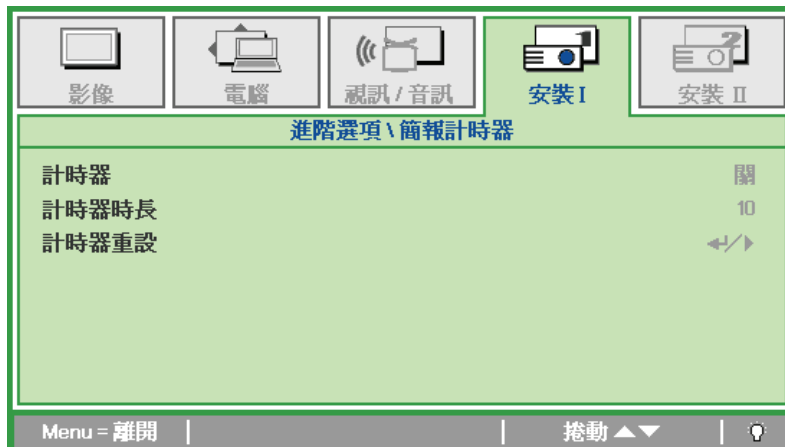 影像 電腦 視訊 / 音訊 安裝 I 安裝 II
進階選項 \ 簡報計時器
計時器 關
計時器時長 10
計時器重設 ↵/▶
Menu = 離開 捲動 ▲▼